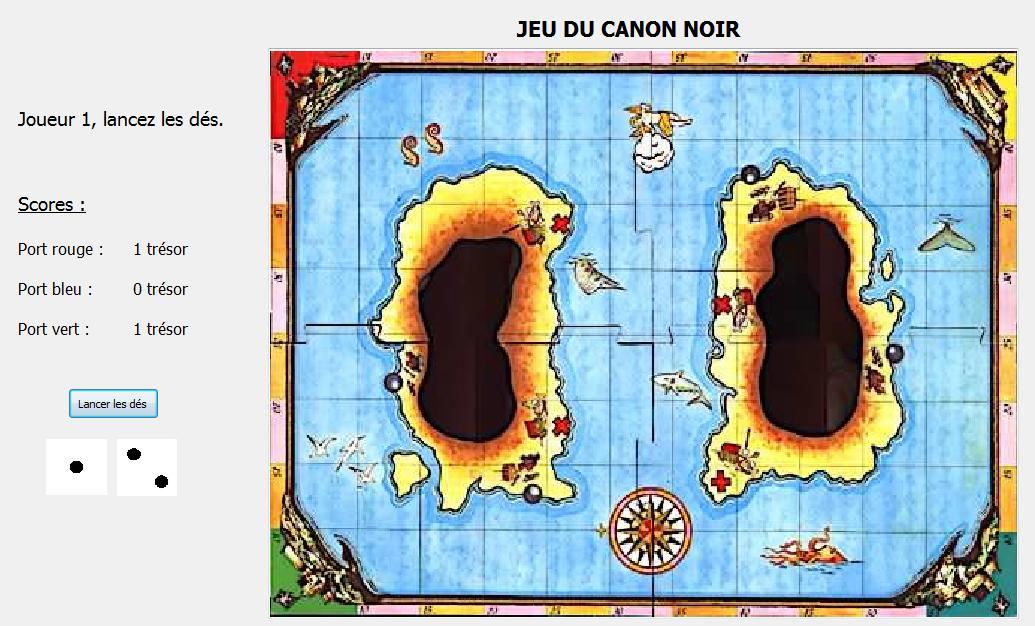 JEU DU CANON NOIR
Joueur 1, lancez les dés.
Scores :
Port rouge : 1 trésor
Port bleu : 0 trésor
Port vert : 1 trésor
Lancer les dés